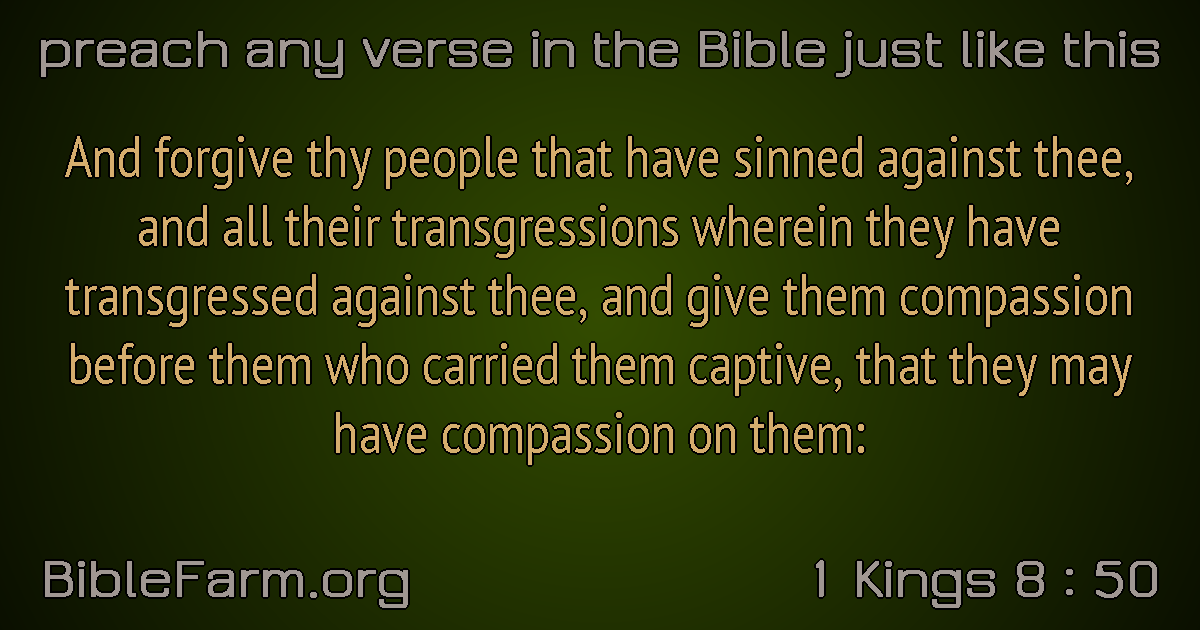 preach any verse in the Bible just like this
And forgive thy people that have sinned against thee,
and all their transgressions wherein they have
transgressed against thee, and give them compassion
before them who carried them captive, that they may
have compassion on them:
BibleFarm.org
1 Kings 8 : 50